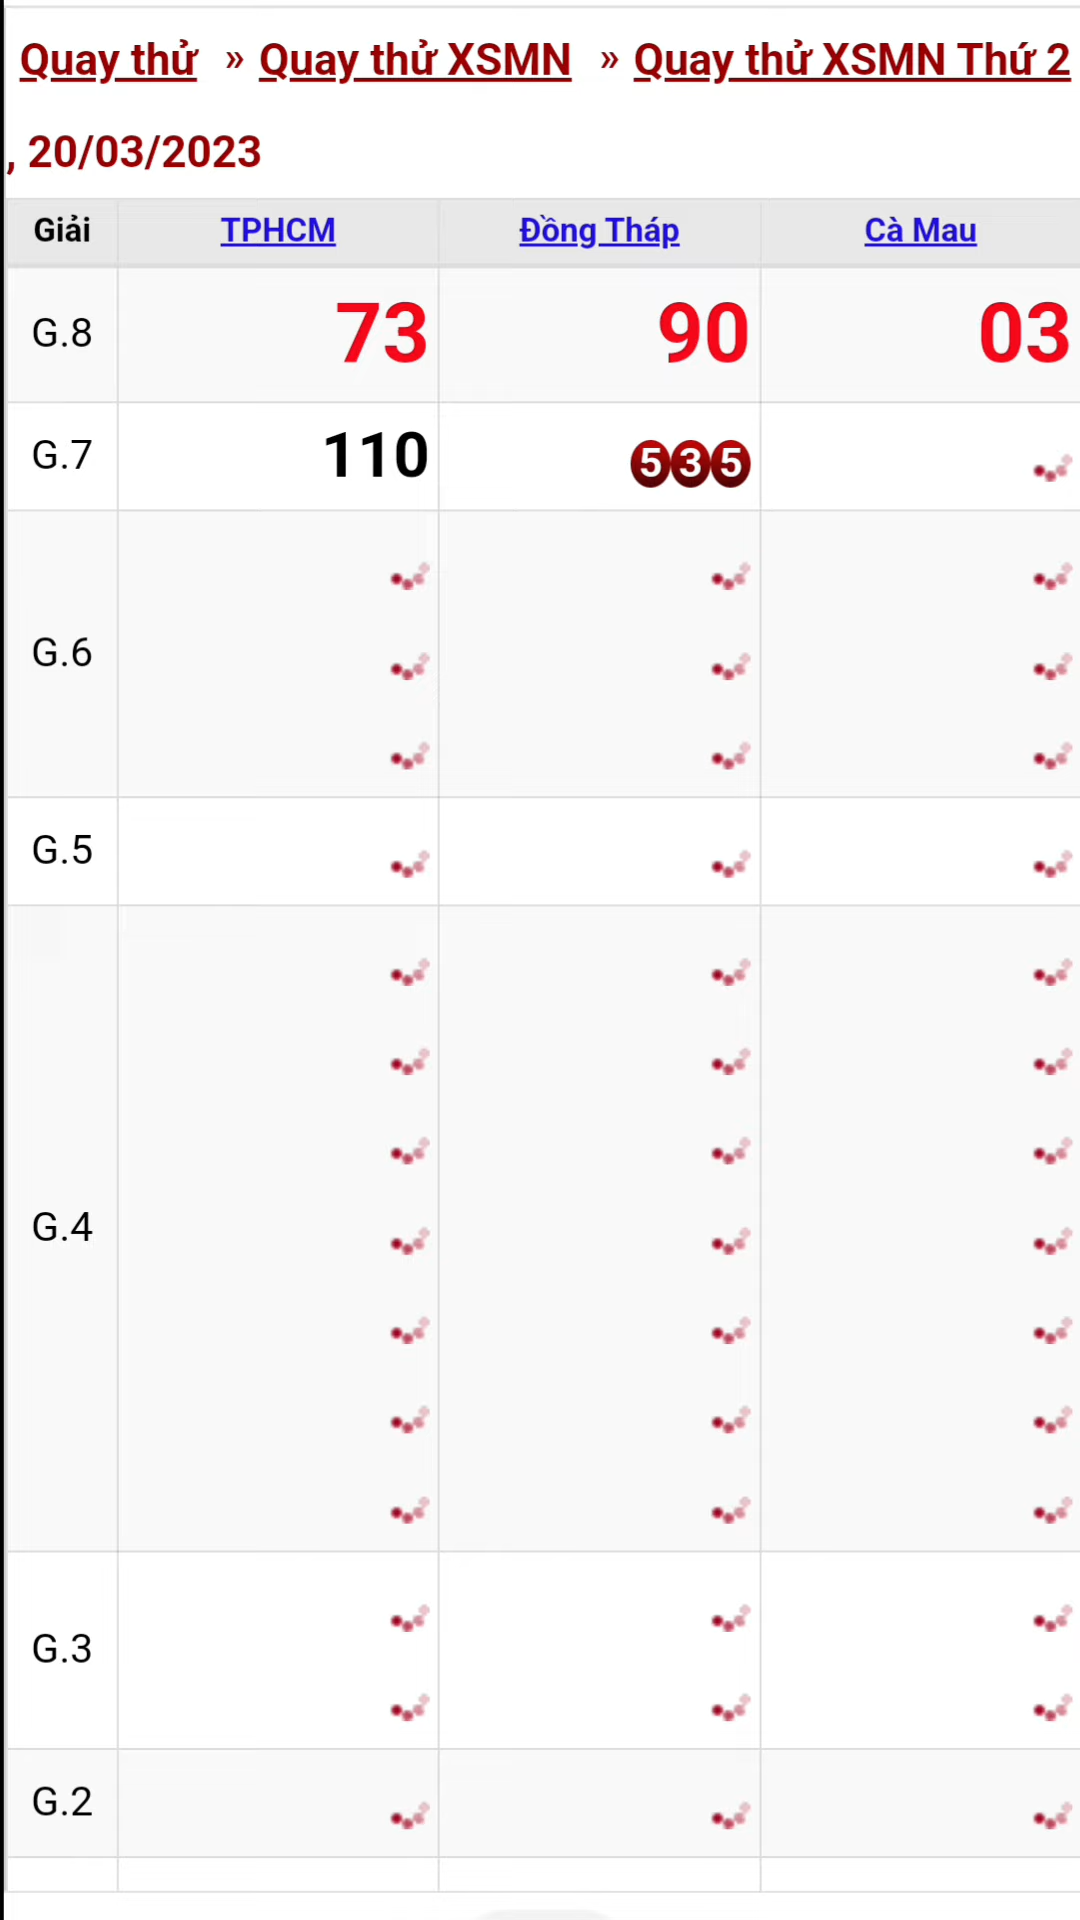 Quay thử » Quay thử XSMN » Quay thử XSMN Thứ 2
, 20/03/2023
Giải TPHCM Đồng Tháp Cà Mau
G.8 73 90 03
G.7 110 535
G.6
G.5
G.4
G.3
G.2